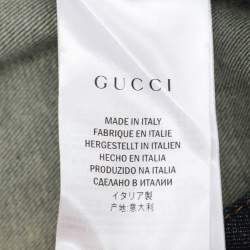 GUCCI
MADE IN ITALY
FABRIQUE EN ITALIE
HERGESTELLT IN ITALIEN
HECHO EN ITALIA
PRODUZIDO NA ITÁLIA
СДЕЛАНО В ИТАЛИИ
イタリア製
产地:意大利